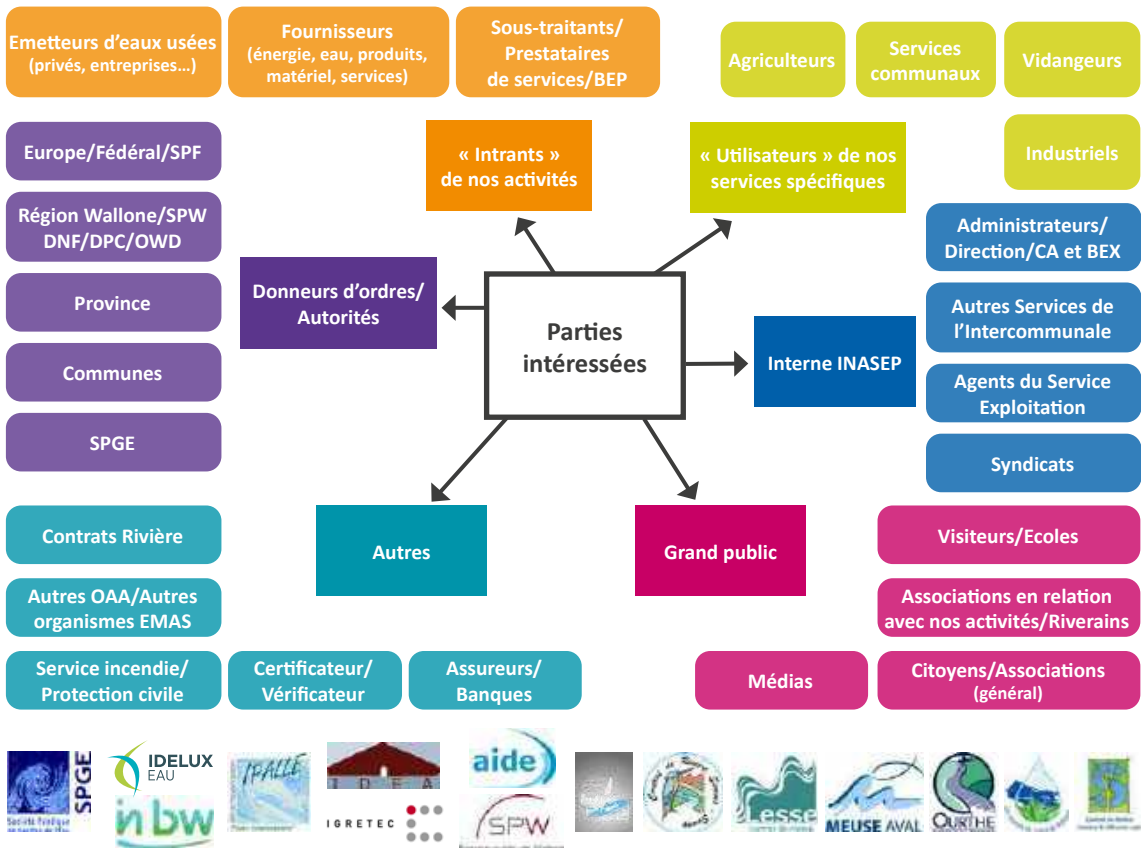 Emetteurs d'eaux usées
(privés, entreprises...)
Fournisseurs
(énergie, eau, produits,
matériel, services)
Sous-traitants/
Prestataires
de services/BEP
Agriculteurs
Services
communaux
Vidangeurs
Industriels
Europe/Fédéral/SPF
Région Wallone/SPW
DNF/DPC/OWD
Province
Communes
SPGE
« Intrants »
de nos activités
« Utilisateurs » de nos
services spécifiques
Donneurs d'ordres/
Autorités
Parties
intéressées
Interne INASEP
Administrateurs/
Direction/CA et BEX
Autres Services de
l'Intercommunale
Agents du Service
Exploitation
Syndicats
Autres
Grand public
Contrats Rivière
Autres OAA/Autres
organismes EMAS
Service incendie/
Protection civile
Certificateur/
Vérificateur
Assureurs/
Banques
Visiteurs/Ecoles
Associations en relation
avec nos activités/Riverains
Médias
Citoyens/Associations
(général)
SPGE
IDELUX
EAU
in bw
IPALLE
IDEA
IGRETEC
aide
SPW
Lesse
MEUSE AVAL
OURTHE